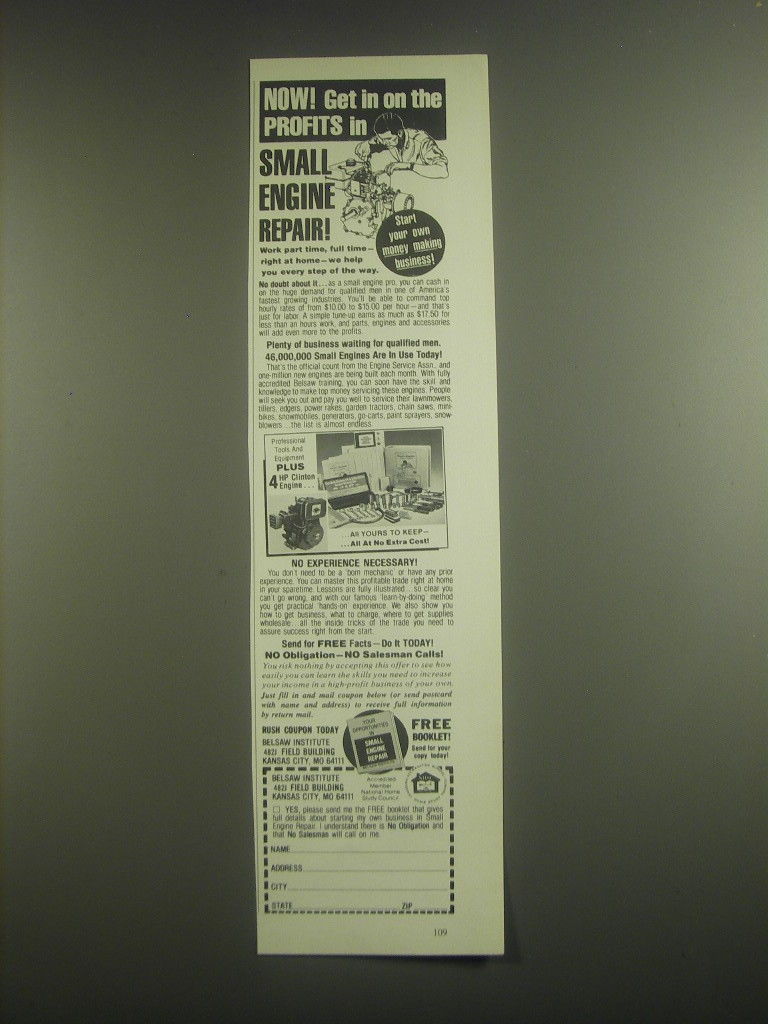 NOW! Get in on the
PROFITS in
SMALL
ENGINE
REPAIR!
Start
your own
money making
business!
Work part time, full time—
right at home—we help
you every step of the way.
No doubt about it... as a small engine pro, you can cash in
on the huge demand for qualified men in one of America's
fastest growing industries. You'll be able to command top
hourly rates of from $10.00 to $15.00 per hour—and that's
just for labor. A simple tune-up earns as much as $17.50 for
less than an hours work, and parts, engines and accessories
will add even more to the profits.
Plenty of business waiting for qualified men.
46,000,000 Small Engines Are In Use Today!
That's the official count from the Engine Service Assn., and
one-million new engines are being built each month. With fully
accredited Belsaw training, you can soon have the skill and
knowledge to make top money servicing these engines. People
will seek you out and pay you well to service their lawnmowers,
tillers, edgers, power rakes, garden tractors, chain saws, mini-
bikes, snowmobiles, generators, go-carts, paint sprayers, snow-
blowers...the list is almost endless.
Professional
Tools And
Equipment
PLUS
4 HP Clinton
Engine...
...All YOURS TO KEEP—
...All At No Extra Cost!
NO EXPERIENCE NECESSARY!
You don't need to be a 'born mechanic' or have any prior
experience. You can master this profitable trade right at home
in your sparetime. Lessons are fully illustrated...so clear you
can't go wrong, and with our famous 'learn-by-doing' method
you get practical 'hands-on' experience. We also show you
how to get business, what to charge, where to get supplies
wholesale...all the inside tricks of the trade you need to
assure success right from the start.
Send for FREE Facts—Do It TODAY!
NO Obligation—NO Salesman Calls!
You risk nothing by accepting this offer to see how
easily you can learn the skills you need to increase
your income in a high-profit business of your own.
Just fill in and mail coupon below (or send postcard
with name and address) to receive full information
by return mail.
RUSH COUPON TODAY
BELSAW INSTITUTE
482J FIELD BUILDING
KANSAS CITY, MO 64111
YOUR
OPPORTUNITIES
IN
SMALL
ENGINE
REPAIR
FREE
BOOKLET!
Send for your
copy today!
BELSAW INSTITUTE
482J FIELD BUILDING
KANSAS CITY, MO 64111
Accredited
Member
National Home
Study Council
☐ YES, please send me the FREE booklet that gives
full details about starting my own business in Small
Engine Repair. I understand there is No Obligation and
that No Salesman will call on me.
NAME
ADDRESS
CITY
STATE ZIP
109